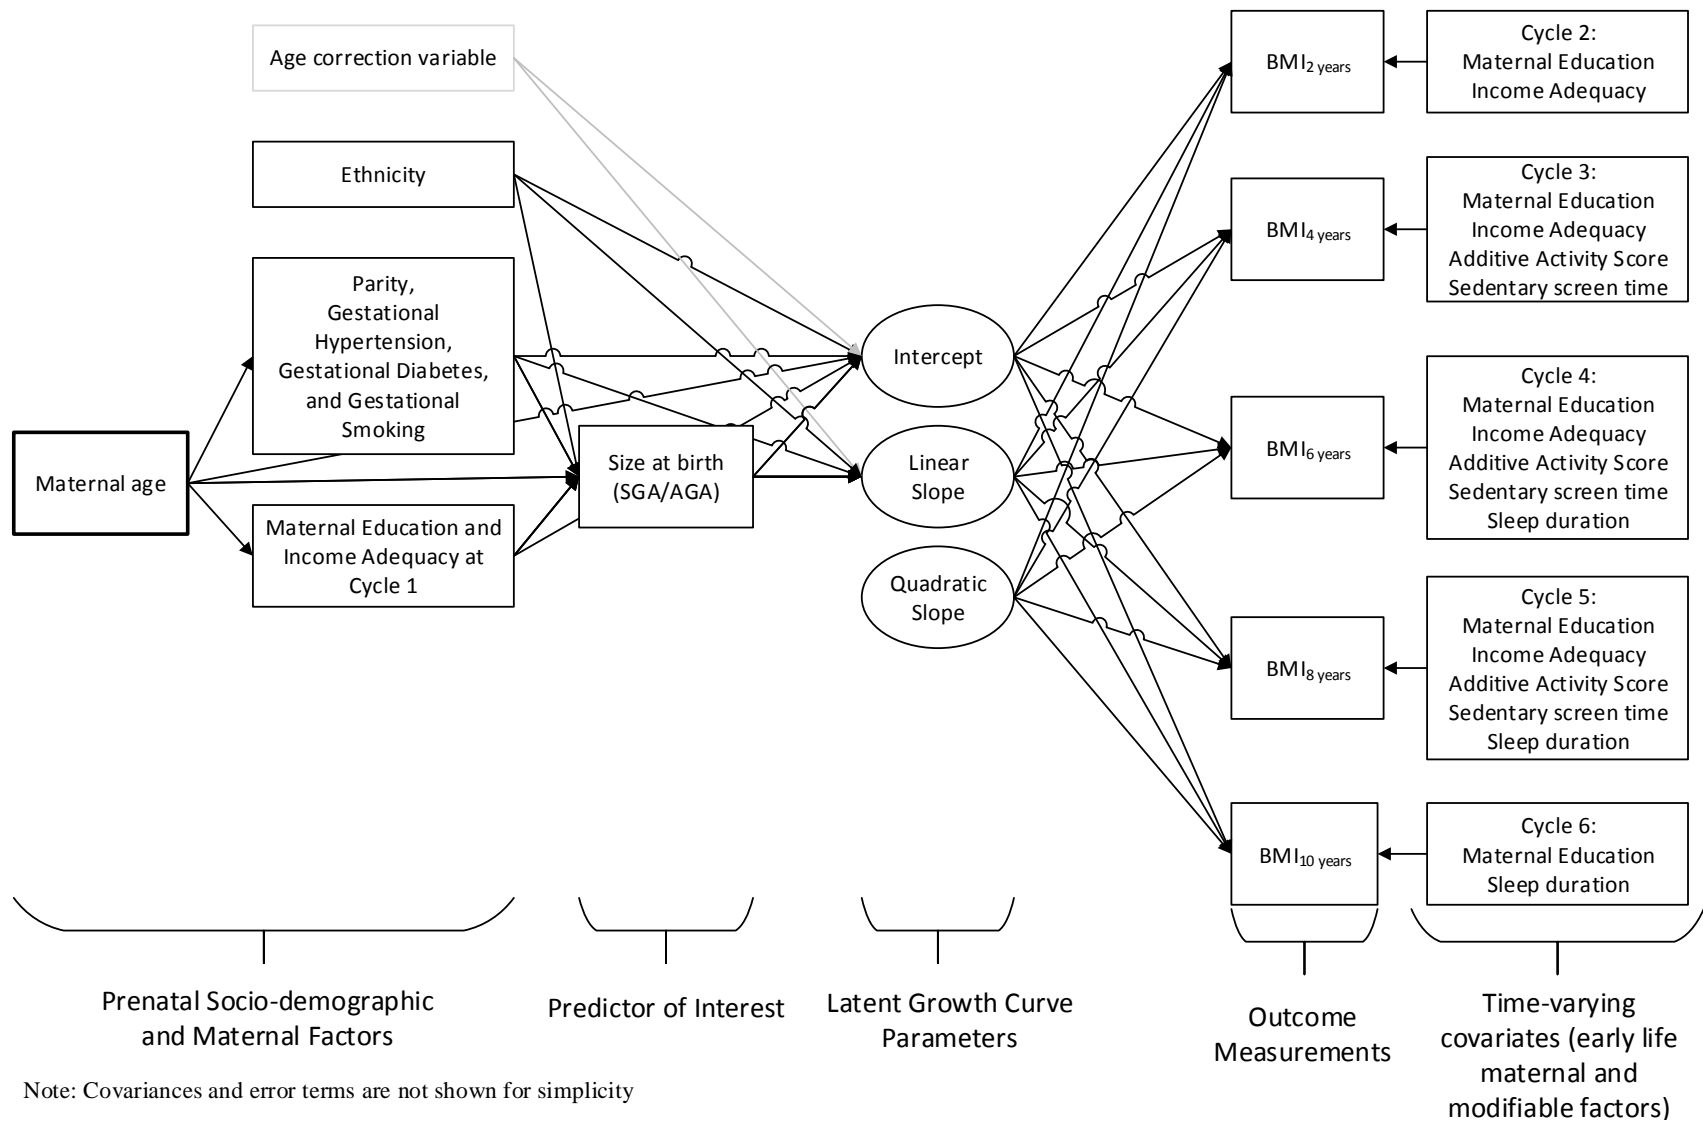 Age correction variable
Ethnicity
Parity,
Gestational
Hypertension,
Gestational Diabetes,
and Gestational
Smoking
Maternal age
Maternal Education and
Income Adequacy at
Cycle 1
Size at birth
(SGA/AGA)
Intercept
Linear
Slope
Quadratic
Slope
BMI2 years
BMI4 years
BMI6 years
BMI8 years
BMI10 years
Cycle 2:
Maternal Education
Income Adequacy
Cycle 3:
Maternal Education
Income Adequacy
Additive Activity Score
Sedentary screen time
Cycle 4:
Maternal Education
Income Adequacy
Additive Activity Score
Sedentary screen time
Sleep duration
Cycle 5:
Maternal Education
Income Adequacy
Additive Activity Score
Sedentary screen time
Sleep duration
Cycle 6:
Maternal Education
Sleep duration
Prenatal Socio-demographic
and Maternal Factors
Predictor of Interest
Latent Growth Curve
Parameters
Outcome
Measurements
Time-varying
covariates (early life
maternal and
modifiable factors)
Note: Covariances and error terms are not shown for simplicity